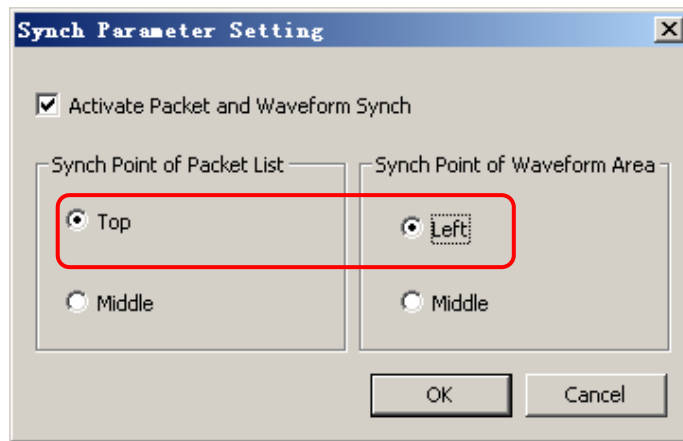 Synch Parameter Setting
Activate Packet and Waveform Synch
Synch Point of Packet List
Top
Middle
Synch Point of Waveform Area
Left
Middle
OK
Cancel